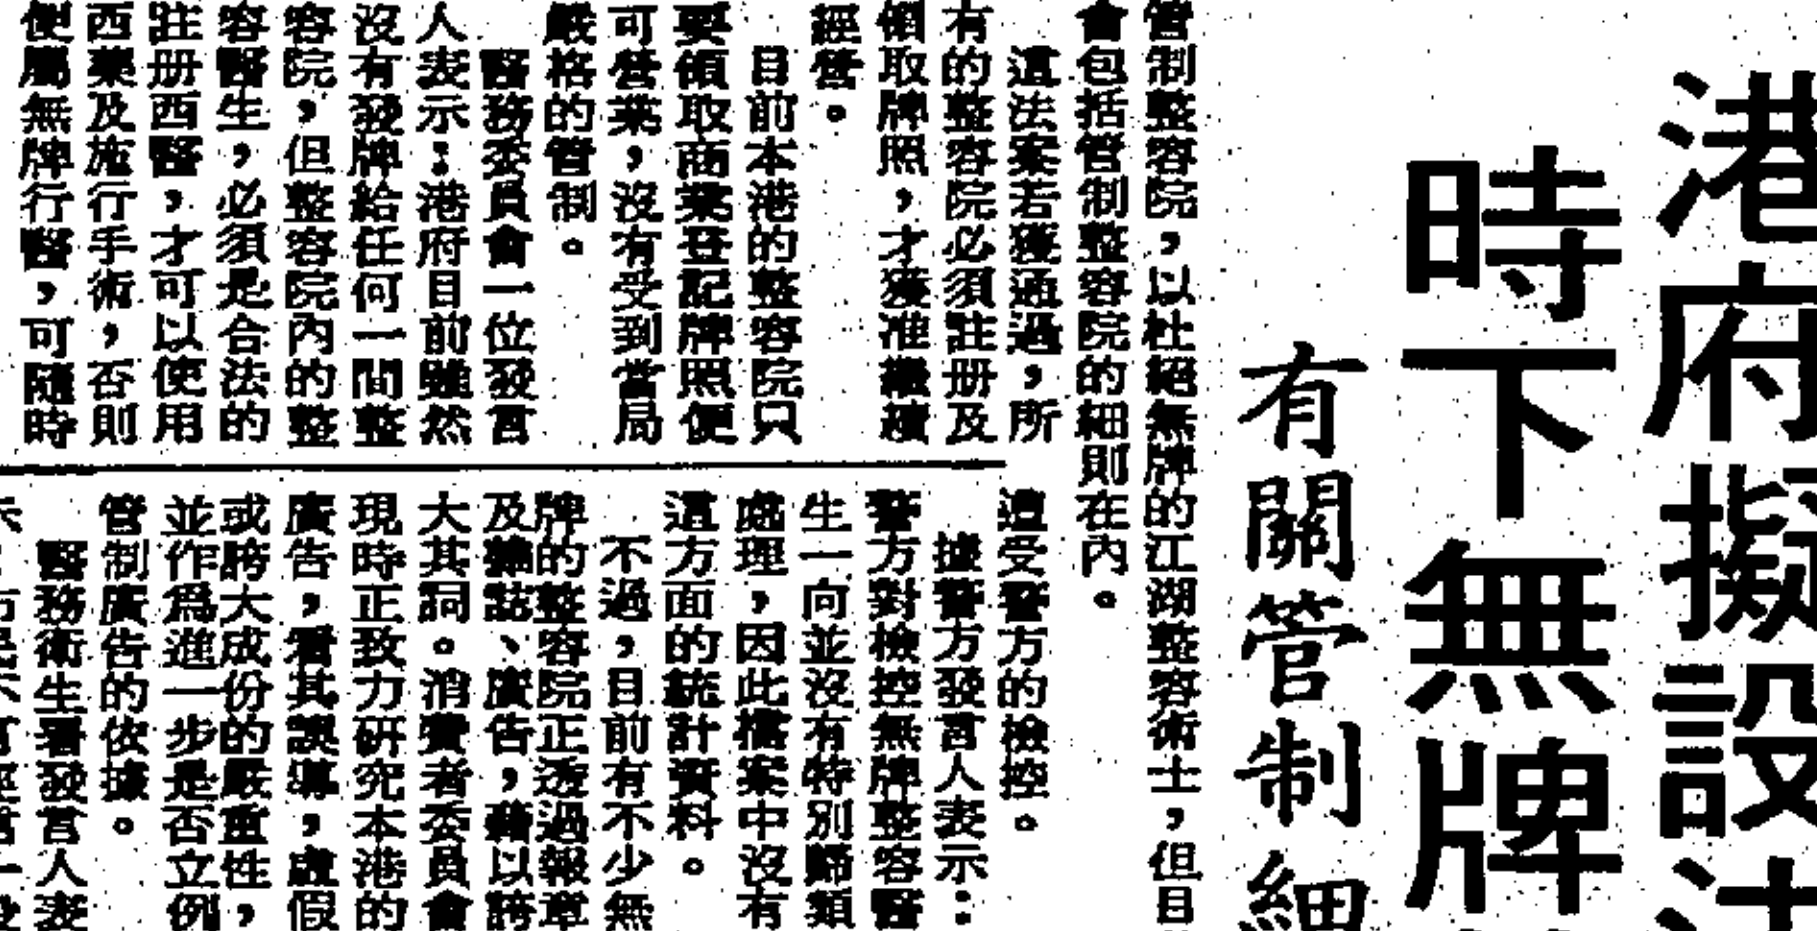 港府擬設
時下無牌
有關管制細
管制整容院，以杜絕無牌的江湖整容術士，但目
會包括管制整容院的細則在內。
這法案若獲通過，所
有的整容院必須註册及
領取牌照，才獲准繼續
經營。
目前本港的整容院只
要領取商業登記牌照便
可營業，沒有受到當局
嚴格的管制。
醫務委員會一位發言
人表示：港府目前雖然
沒有發牌給任何一間整
容院，但整容院內的整
容醫生，必須是合法的
註册西醫，才可以使用
西藥及施行手術，否則
便屬無牌行醫，可隨時
遭受警方的檢控。
據警方發言人表示：
警方對檢控無牌整容醫
生一向並沒有特別歸類
處理，因此檔案中沒有
這方面的統計資料。
不過，目前有不少無
牌的整容院正透過報章
及雜誌、廣告，藉以誇
大其詞。消費者委員會
現時正致力研究本港的
廣告，看其誤導，虛假
或誇大成份的嚴重性，
並作爲進一步是否立例
管制廣告的依據。
醫務衛生署發言人表